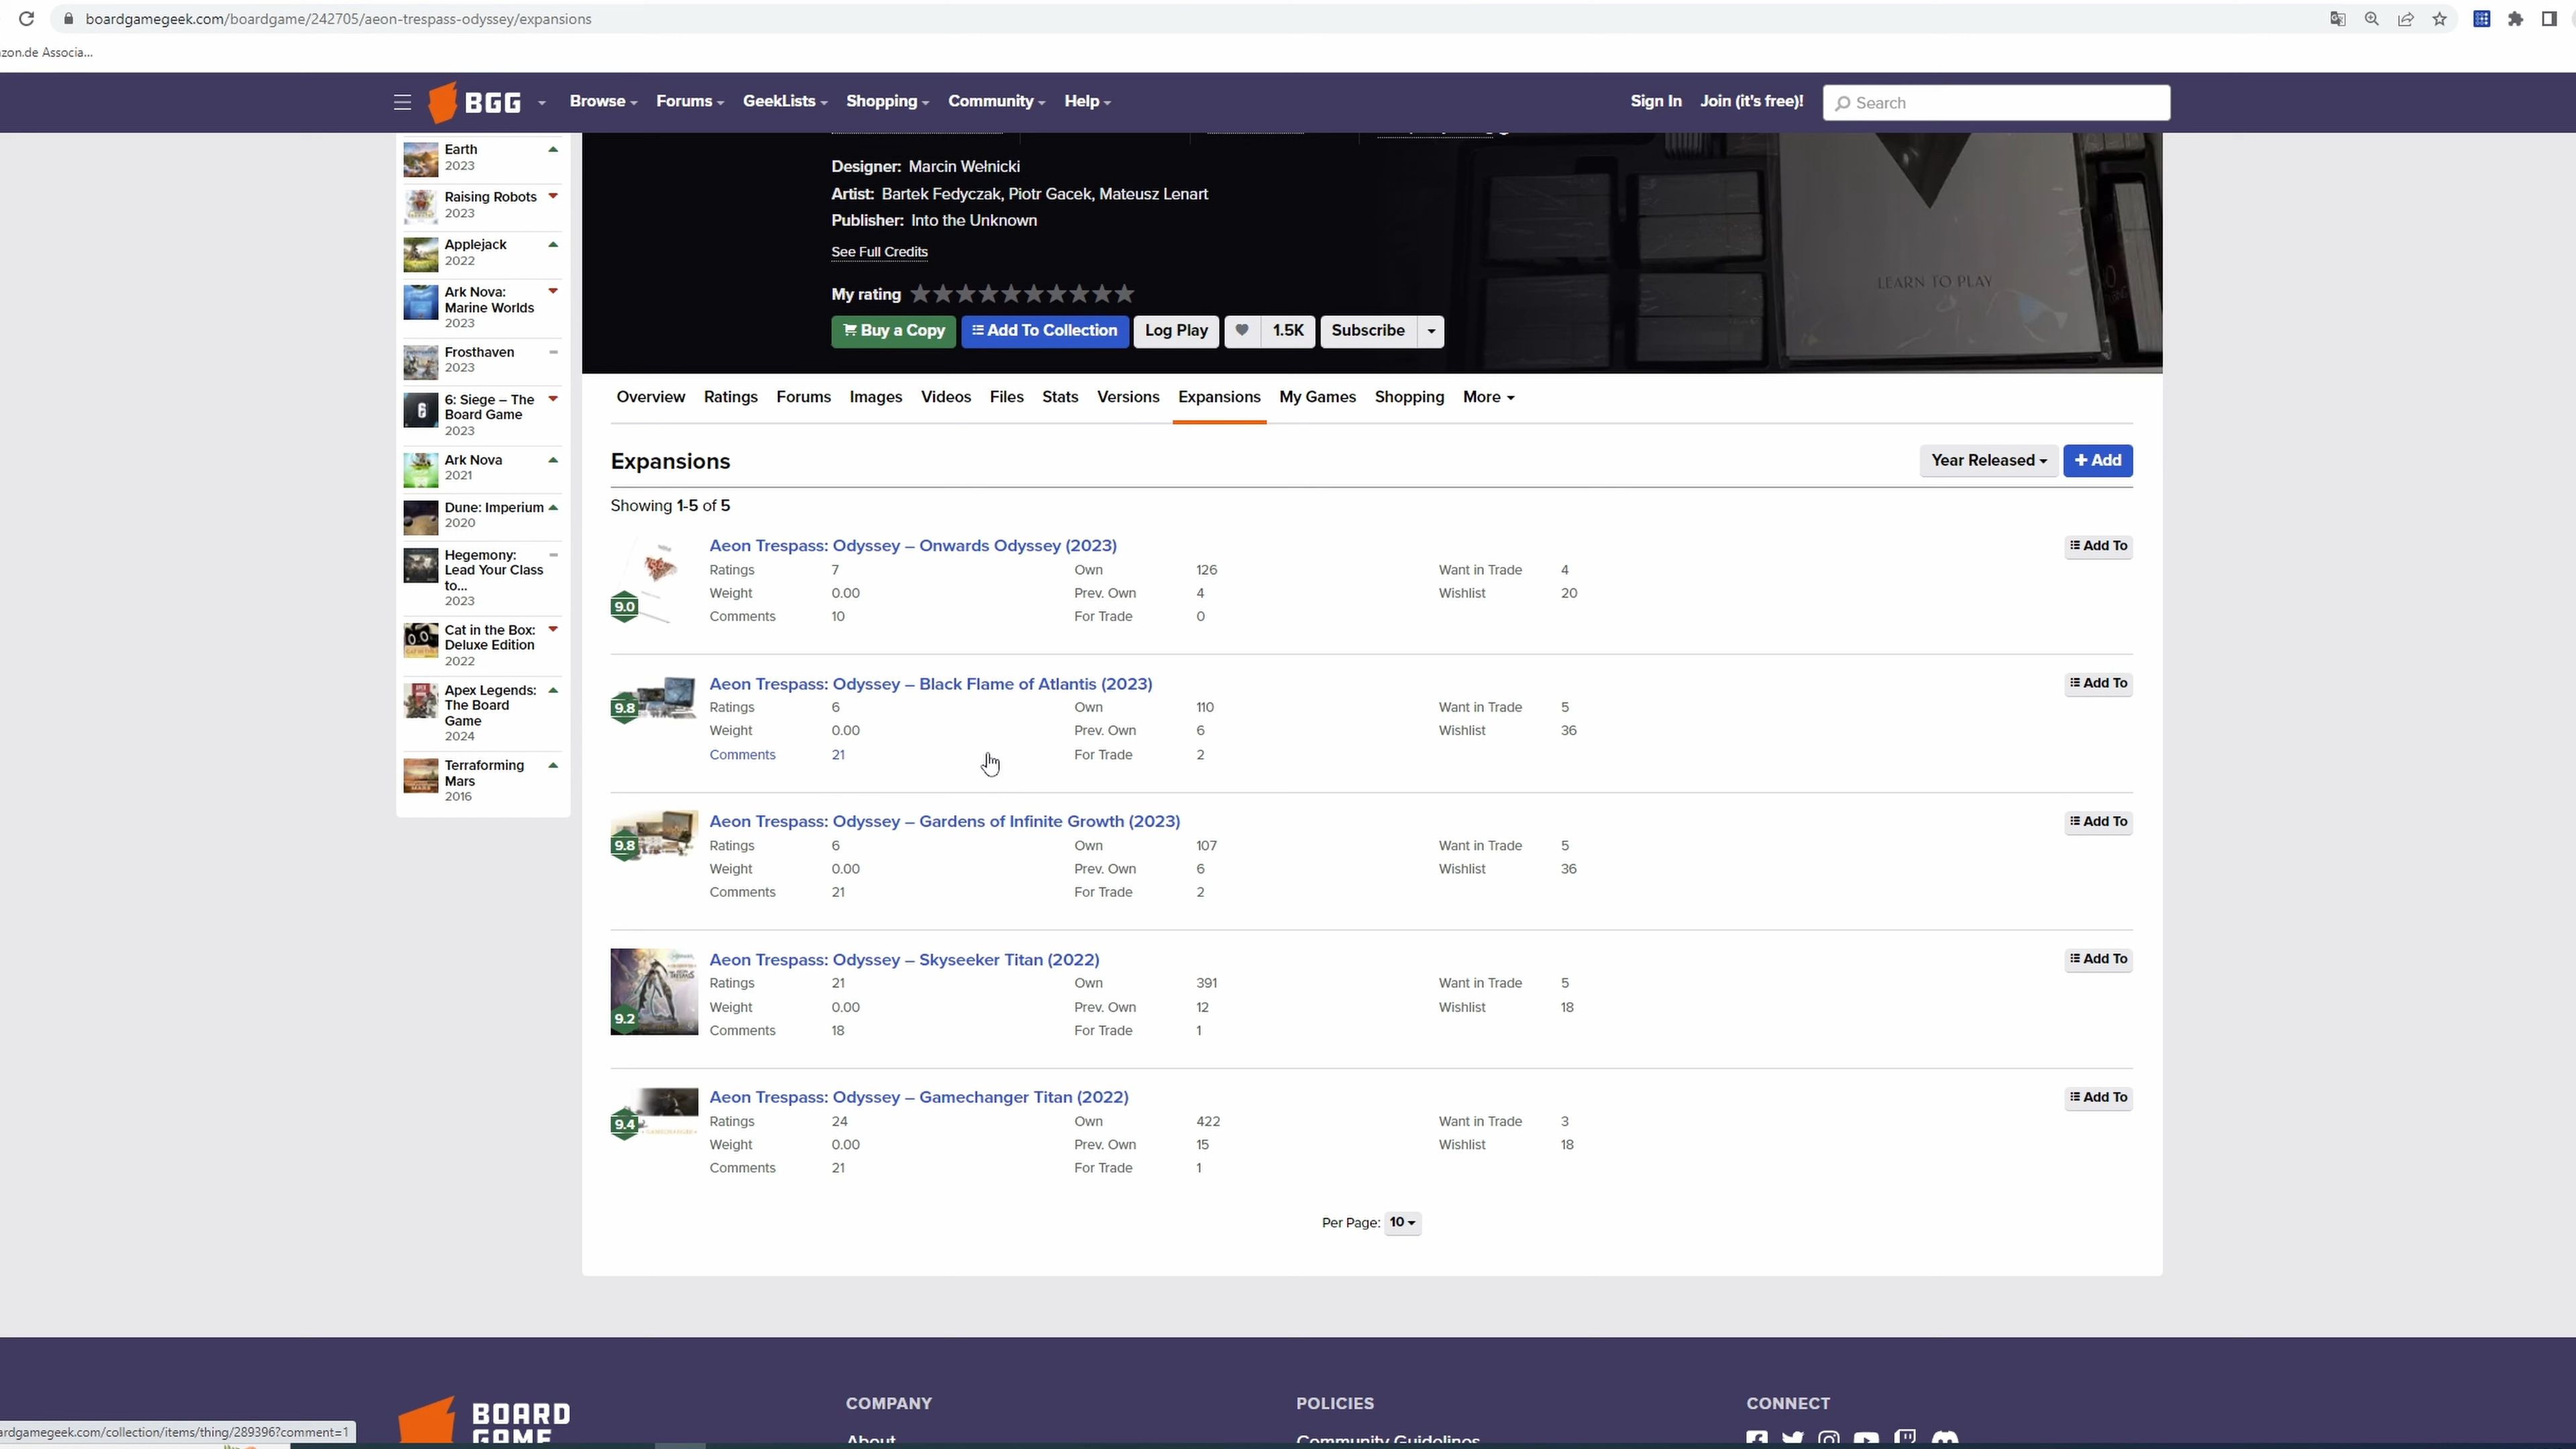 boardgamegeek.com/boardgame/242705/aeon-trespass-odyssey/expansions
zon.de Associa...
BGG
Browse
Forums
GeekLists
Shopping
Community
Help
Sign In
Join (it's free)!
Search
Earth
2023
Raising Robots
2023
Applejack
2022
Ark Nova:
Marine Worlds
2023
Frosthaven
2023
6: Siege – The
Board Game
2023
Ark Nova
2021
Dune: Imperium
2020
Hegemony:
Lead Your Class
to...
2023
Cat in the Box:
Deluxe Edition
2022
Apex Legends:
The Board
Game
2024
Terraforming
Mars
2016
Designer: Marcin Wełnicki
Artist: Bartek Fedyczak, Piotr Gacek, Mateusz Lenart
Publisher: Into the Unknown
See Full Credits
My rating
Buy a Copy
Add To Collection
Log Play
1.5K
Subscribe
LEARN TO PLAY
Overview Ratings Forums Images Videos Files Stats Versions Expansions My Games Shopping More
Expansions
Year Released
+ Add
Showing 1-5 of 5
Aeon Trespass: Odyssey – Onwards Odyssey (2023)
Add To
Ratings 7 Own 126 Want in Trade 4
Weight 0.00 Prev. Own 4 Wishlist 20
9.0
Comments 10 For Trade 0
Aeon Trespass: Odyssey – Black Flame of Atlantis (2023)
Add To
9.8
Ratings 6 Own 110 Want in Trade 5
Weight 0.00 Prev. Own 6 Wishlist 36
Comments 21 For Trade 2
Aeon Trespass: Odyssey – Gardens of Infinite Growth (2023)
Add To
9.8
Ratings 6 Own 107 Want in Trade 5
Weight 0.00 Prev. Own 6 Wishlist 36
Comments 21 For Trade 2
Aeon Trespass: Odyssey – Skyseeker Titan (2022)
Add To
Ratings 21 Own 391 Want in Trade 5
Weight 0.00 Prev. Own 12 Wishlist 18
9.2
Comments 18 For Trade 1
Aeon Trespass: Odyssey – Gamechanger Titan (2022)
Add To
9.4
Ratings 24 Own 422 Want in Trade 3
Weight 0.00 Prev. Own 15 Wishlist 18
Comments 21 For Trade 1
Per Page: 10
BOARD
GAME
COMPANY
About
POLICIES
Community Guidelines
CONNECT
ardgamegeek.com/collection/items/thing/289396?comment=1